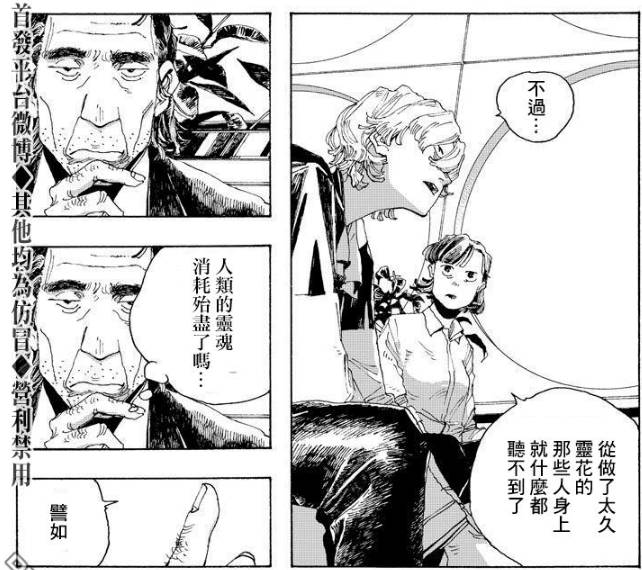 不過…
從做了太久
靈花的
那些人身上
就什麼都
聽不到了
人類的靈魂
消耗殆盡了嗎…
譬如
首發平台微博◆其他均為仿冒◆營利禁用